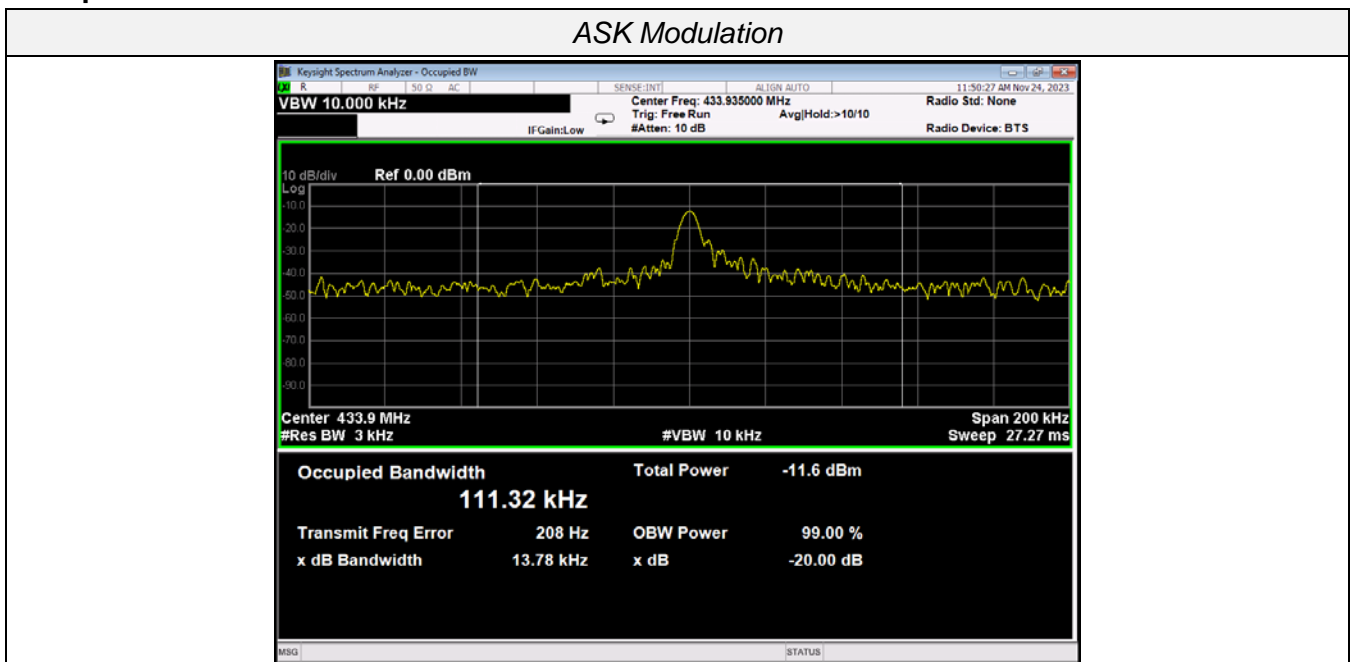 ASK Modulation
Keysight Spectrum Analyzer - Occupied BW
R RF 50 Ω AC SENSE:INT ALIGN AUTO 11:50:27 AM Nov 24, 2023
VBW 10.000 kHz Center Freq: 433.935000 MHz Radio Std: None
Trig: Free Run Avg|Hold:>10/10
IFGain:Low #Atten: 10 dB Radio Device: BTS
10 dB/div Ref 0.00 dBm
Log
-10.0
-20.0
-30.0
-40.0
-50.0
-60.0
-70.0
-80.0
-90.0
Center 433.9 MHz Span 200 kHz
#Res BW 3 kHz #VBW 10 kHz Sweep 27.27 ms
Occupied Bandwidth Total Power -11.6 dBm
111.32 kHz
Transmit Freq Error 208 Hz OBW Power 99.00 %
x dB Bandwidth 13.78 kHz x dB -20.00 dB
MSG STATUS